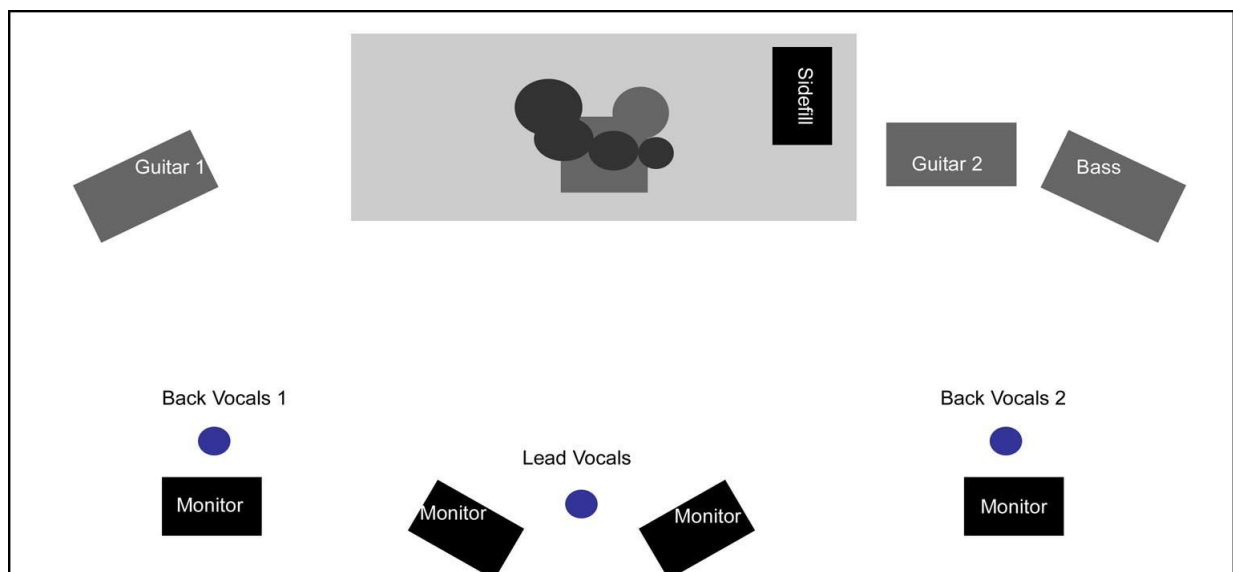 Sidefill
Guitar 1
Guitar 2
Bass
Back Vocals 1
Back Vocals 2
Lead Vocals
Monitor
Monitor
Monitor
Monitor